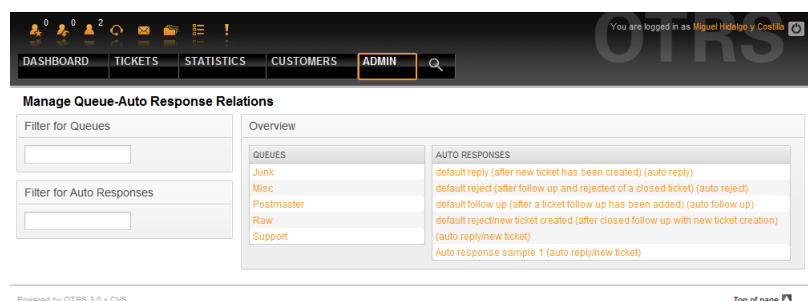 0 0 2
You are logged in as Miguel Hidalgo y Costilla
OTRS
DASHBOARD TICKETS STATISTICS CUSTOMERS ADMIN
Manage Queue-Auto Response Relations
Filter for Queues
Filter for Auto Responses
Overview
QUEUES
Junk
Misc
Postmaster
Raw
Support
AUTO RESPONSES
default reply (after new ticket has been created) (auto reply)
default reject (after follow up and rejected of a closed ticket) (auto reject)
default follow up (after a ticket follow up has been added) (auto follow up)
default reject/new ticket created (after closed follow up with new ticket creation)
(auto reply/new ticket)
Auto response sample 1 (auto reply/new ticket)
Powered by OTRS 3.0.x CVS
Top of page